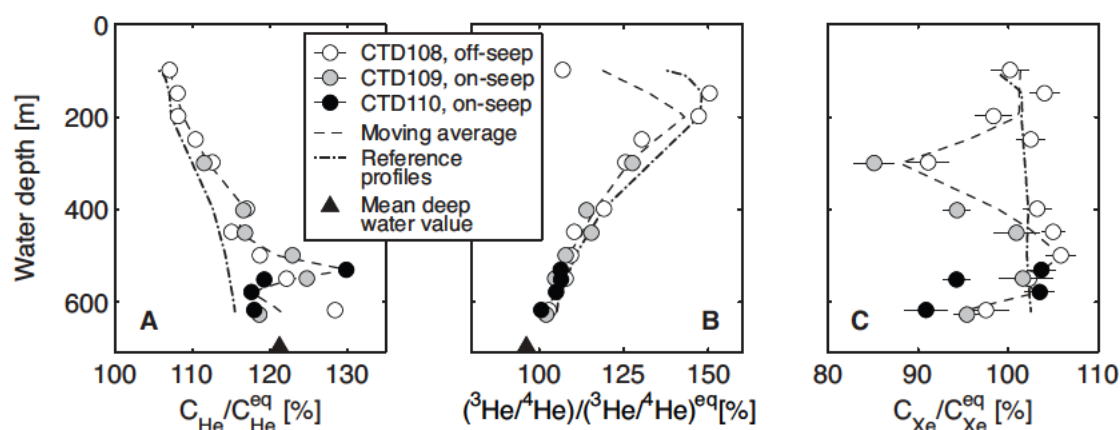 0
200
400
600
Water depth [m]
CTD108, off-seep
CTD109, on-seep
CTD110, on-seep
Moving average
Reference
profiles
Mean deep
water value
A
B
C
100 110 120 130
100 125 150
80 90 100 110
C_He/C_He^eq [%]
(³He/⁴He)/(³He/⁴He)^eq[%]
C_Xe/C_Xe^eq [%]